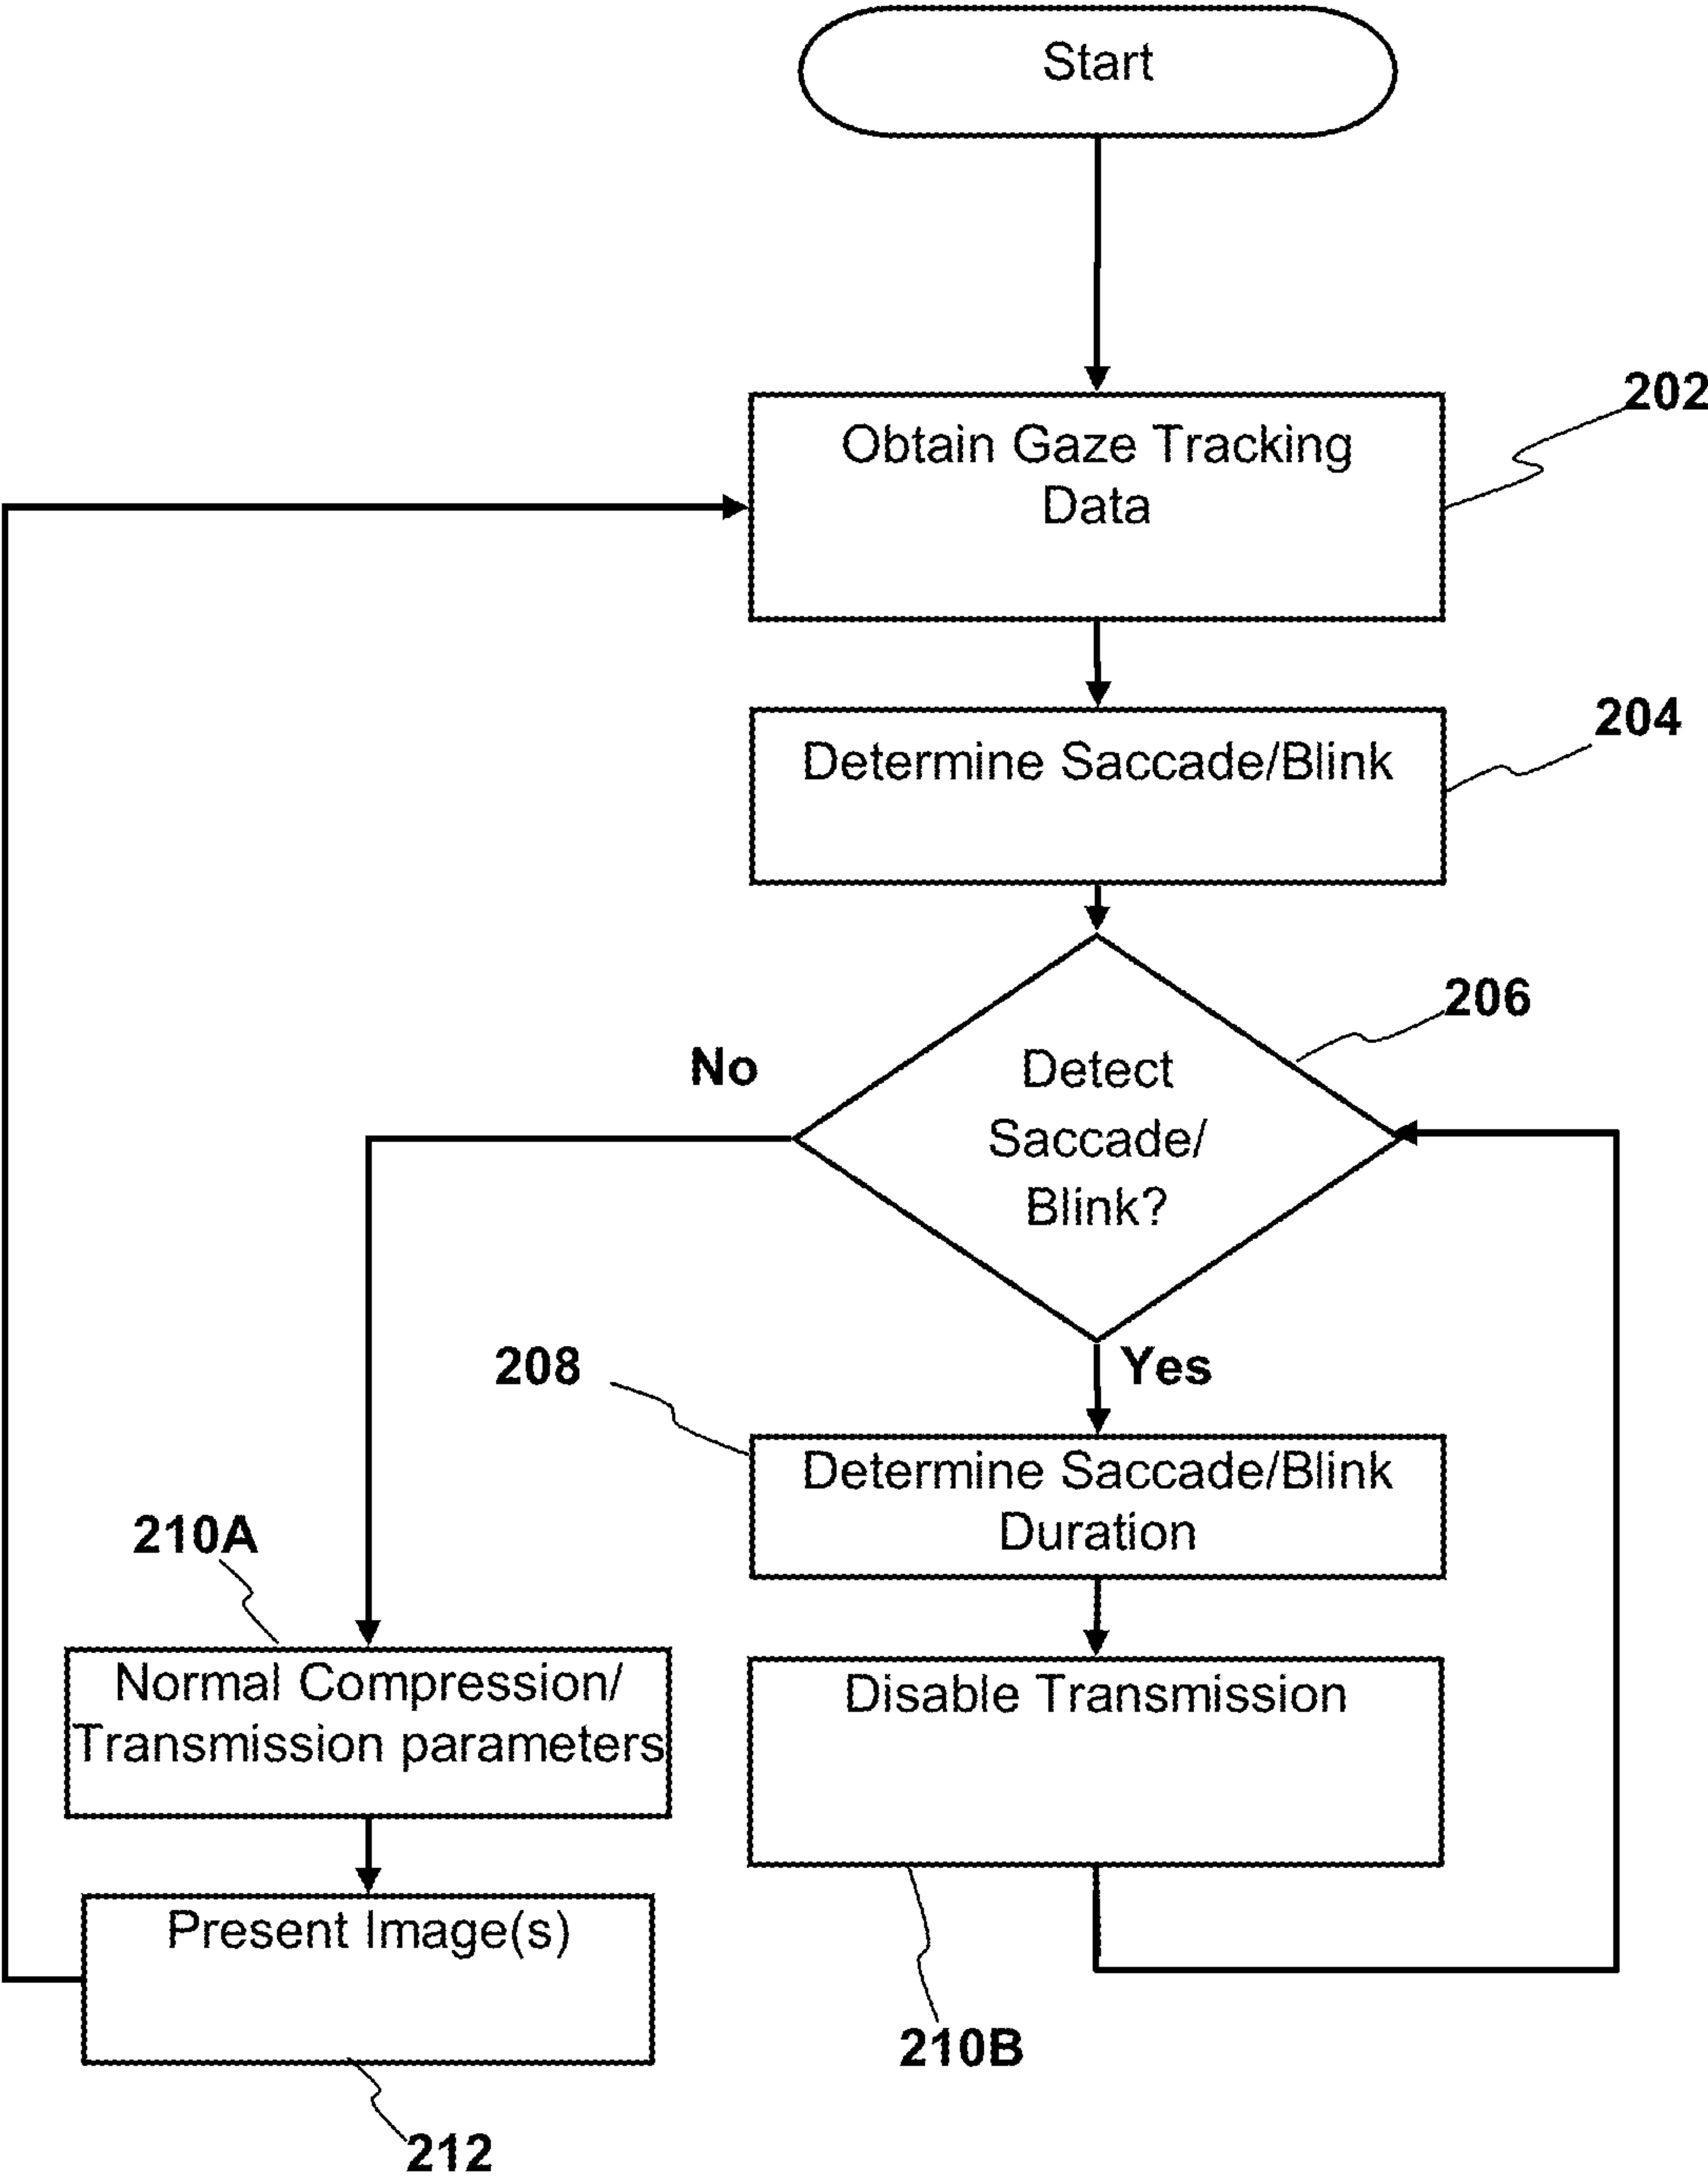 Start
202
Obtain Gaze Tracking
Data
204
Determine Saccade/Blink
206
No
Detect
Saccade/
Blink?
Yes
208
Determine Saccade/Blink
Duration
210A
Normal Compression/
Transmission parameters
Disable Transmission
Present Image(s)
210B
212